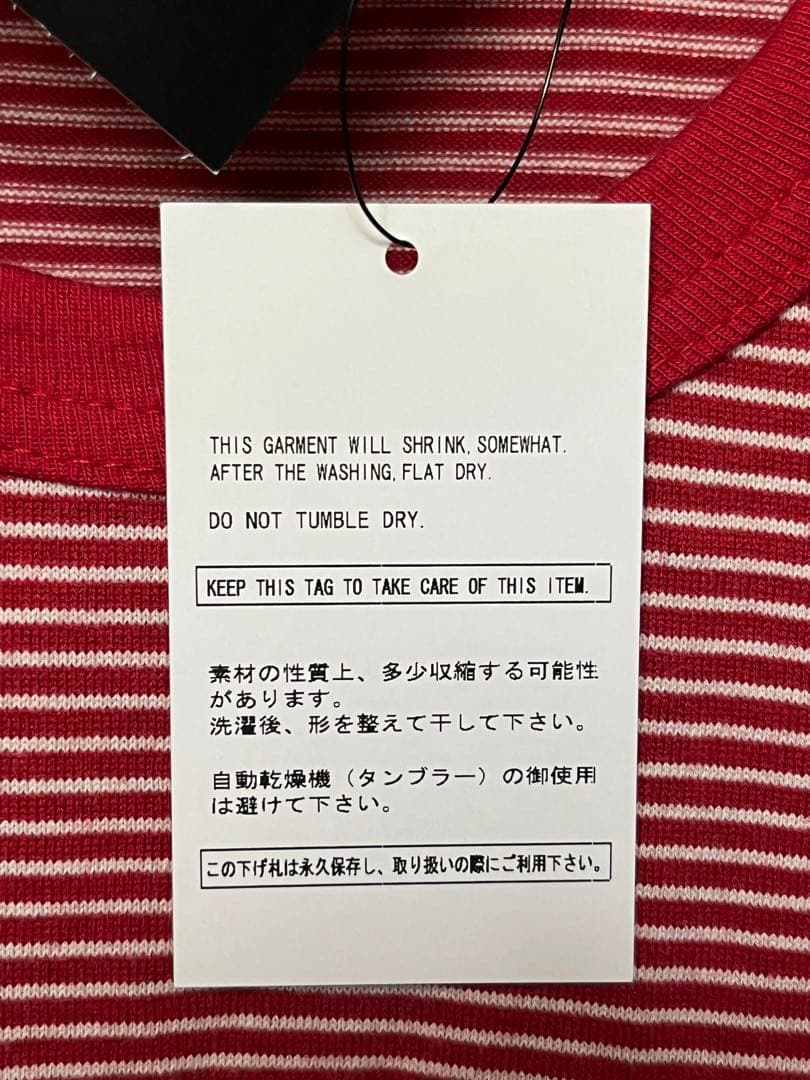 THIS GARMENT WILL SHRINK, SOMEWHAT.
AFTER THE WASHING, FLAT DRY.
DO NOT TUMBLE DRY.
KEEP THIS TAG TO TAKE CARE OF THIS ITEM.
素材の性質上、多少収縮する可能性
があります。
洗濯後、形を整えて干して下さい。
自動乾燥機（タンブラー）の御使用
は避けて下さい。
この下げ札は永久保存し、取り扱いの際にご利用下さい。